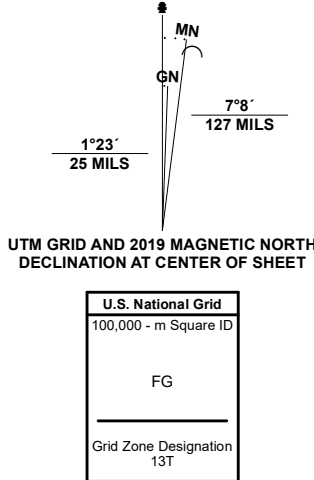 MN
GN
7°8´
127 MILS
1°23´
25 MILS
UTM GRID AND 2019 MAGNETIC NORTH
DECLINATION AT CENTER OF SHEET
U.S. National Grid
100,000 - m Square ID
FG
Grid Zone Designation
13T